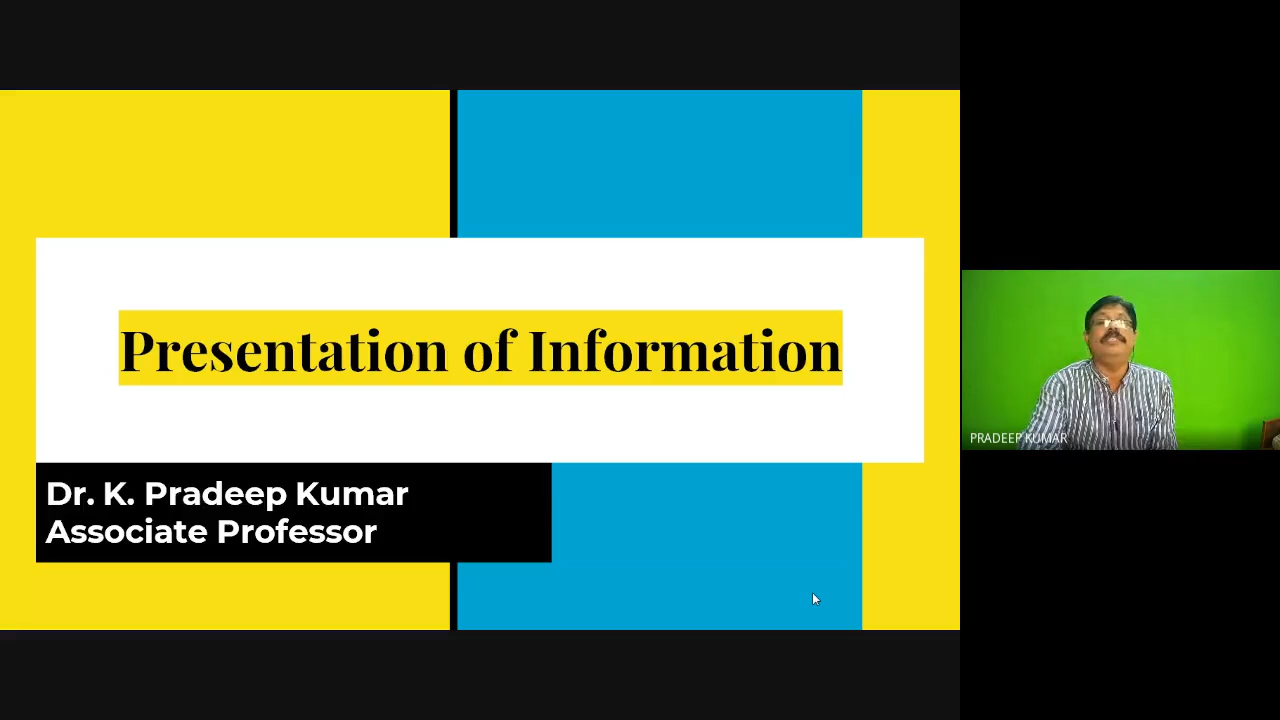 Presentation of Information
Dr. K. Pradeep Kumar
Associate Professor
PRADEEP KUMAR